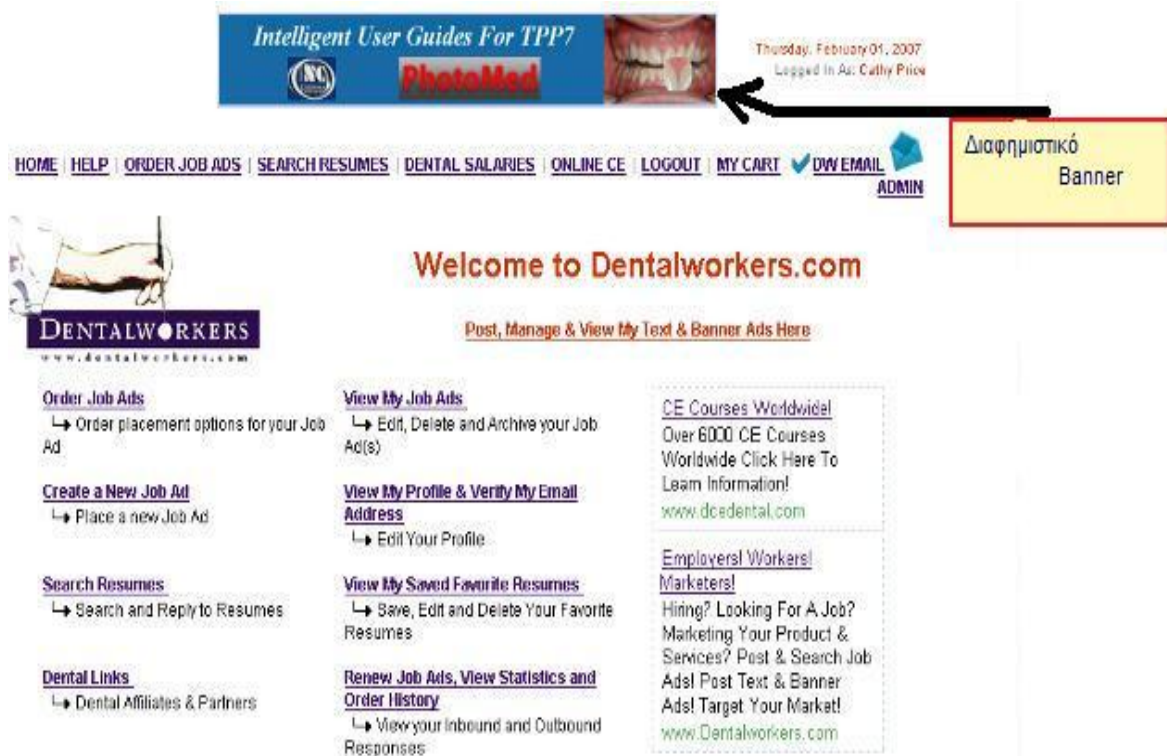 Intelligent User Guides For TPP7
PhotoMed
Thursday, February 01, 2007
Logged In As: Cathy Price
Διαφημιστικό
Banner
HOME | HELP | ORDER JOB ADS | SEARCH RESUMES | DENTAL SALARIES | ONLINE CE | LOGOUT | MY CART DW EMAIL
ADMIN
Welcome to Dentalworkers.com
DENTALWORKERS
www.dentalworkers.com
Post, Manage & View My Text & Banner Ads Here
Order Job Ads
Order placement options for your Job
Ad
Create a New Job Ad
Place a new Job Ad
Search Resumes
Search and Reply to Resumes
Dental Links
Dental Affiliates & Partners
View My Job Ads
Edit, Delete and Archive your Job
Ad(s)
View My Profile & Verify My Email
Address
Edit Your Profile
View My Saved Favorite Resumes
Save, Edit and Delete Your Favorite
Resumes
Renew Job Ads, View Statistics and
Order History
View your Inbound and Outbound
Responses
CE Courses Worldwide!
Over 6000 CE Courses
Worldwide Click Here To
Learn Information!
www.dcedental.com
Employers! Workers!
Marketers!
Hiring? Looking For A Job?
Marketing Your Product &
Services? Post & Search Job
Ads! Post Text & Banner
Ads! Target Your Market!
www.Dentalworkers.com